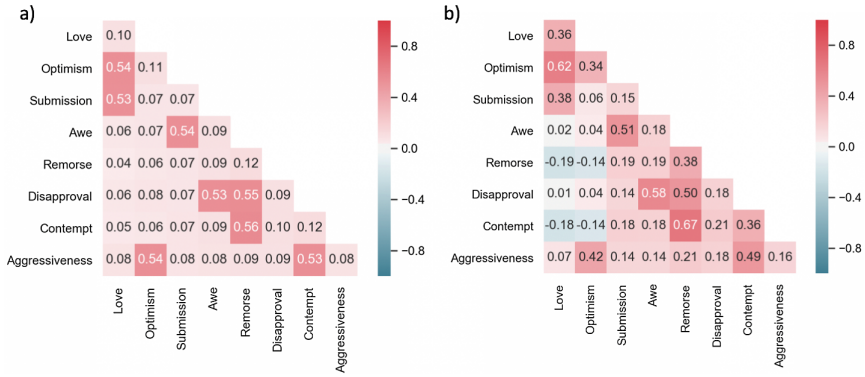 a)
Love 0.10
Optimism 0.54 0.11
Submission 0.53 0.07 0.07
Awe 0.06 0.07 0.54 0.09
Remorse 0.04 0.06 0.07 0.09 0.12
Disapproval 0.06 0.08 0.07 0.53 0.55 0.09
Contempt 0.05 0.06 0.07 0.09 0.56 0.10 0.12
Aggressiveness 0.08 0.54 0.08 0.08 0.09 0.09 0.53 0.08
Love
Optimism
Submission
Awe
Remorse
Disapproval
Contempt
Aggressiveness
0.8
0.4
0.0
−0.4
−0.8
b)
Love 0.36
Optimism 0.62 0.34
Submission 0.38 0.06 0.15
Awe 0.02 0.04 0.51 0.18
Remorse -0.19 -0.14 0.19 0.19 0.38
Disapproval 0.01 0.04 0.14 0.58 0.50 0.18
Contempt -0.18 -0.14 0.18 0.18 0.67 0.21 0.36
Aggressiveness 0.07 0.42 0.14 0.14 0.21 0.18 0.49 0.16
Love
Optimism
Submission
Awe
Remorse
Disapproval
Contempt
Aggressiveness
0.8
0.4
0.0
−0.4
−0.8